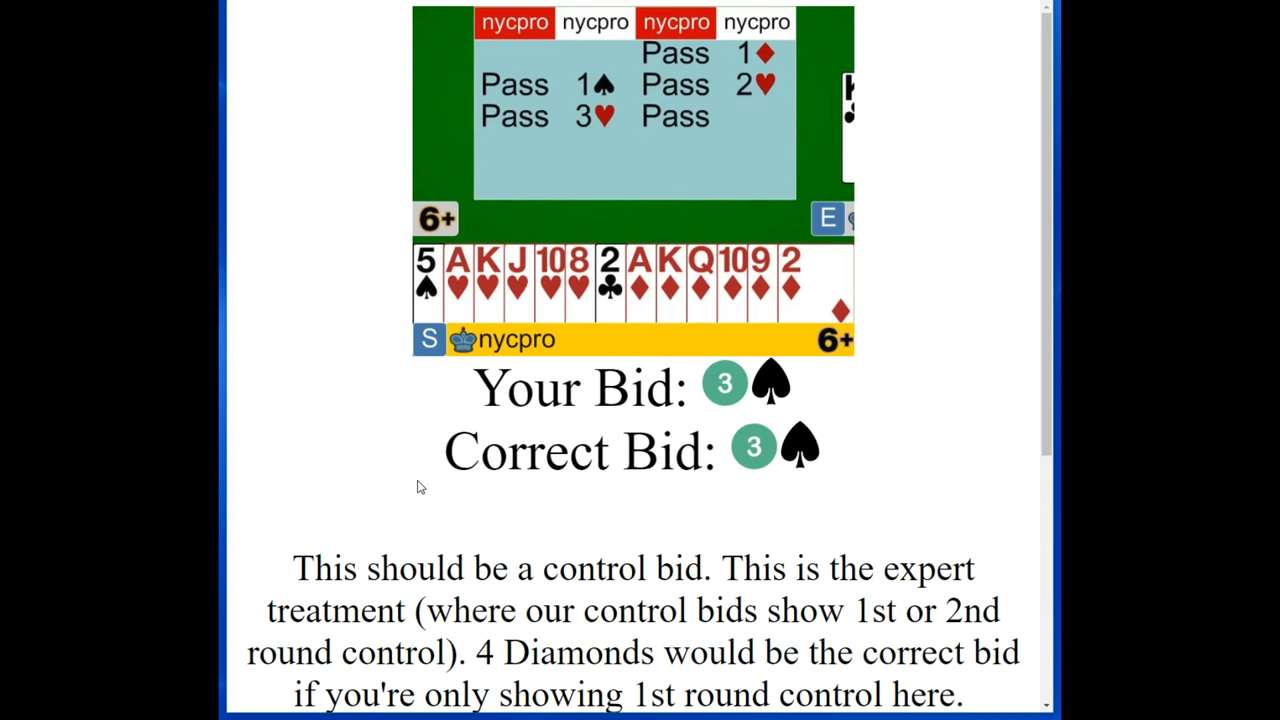 nycpro nycpro nycpro nycpro
Pass 1♦
Pass 1♠ Pass 2♥
Pass 3♥ Pass
K
6+ E
5♠ A♥ K♥ J♥ 10♥ 8♥ 2♣ A♦ K♦ Q♦ 10♦ 9♦ 2♦
S nycpro 6+
Your Bid: 3♠
Correct Bid: 3♠
This should be a control bid. This is the expert
treatment (where our control bids show 1st or 2nd
round control). 4 Diamonds would be the correct bid
if you're only showing 1st round control here.